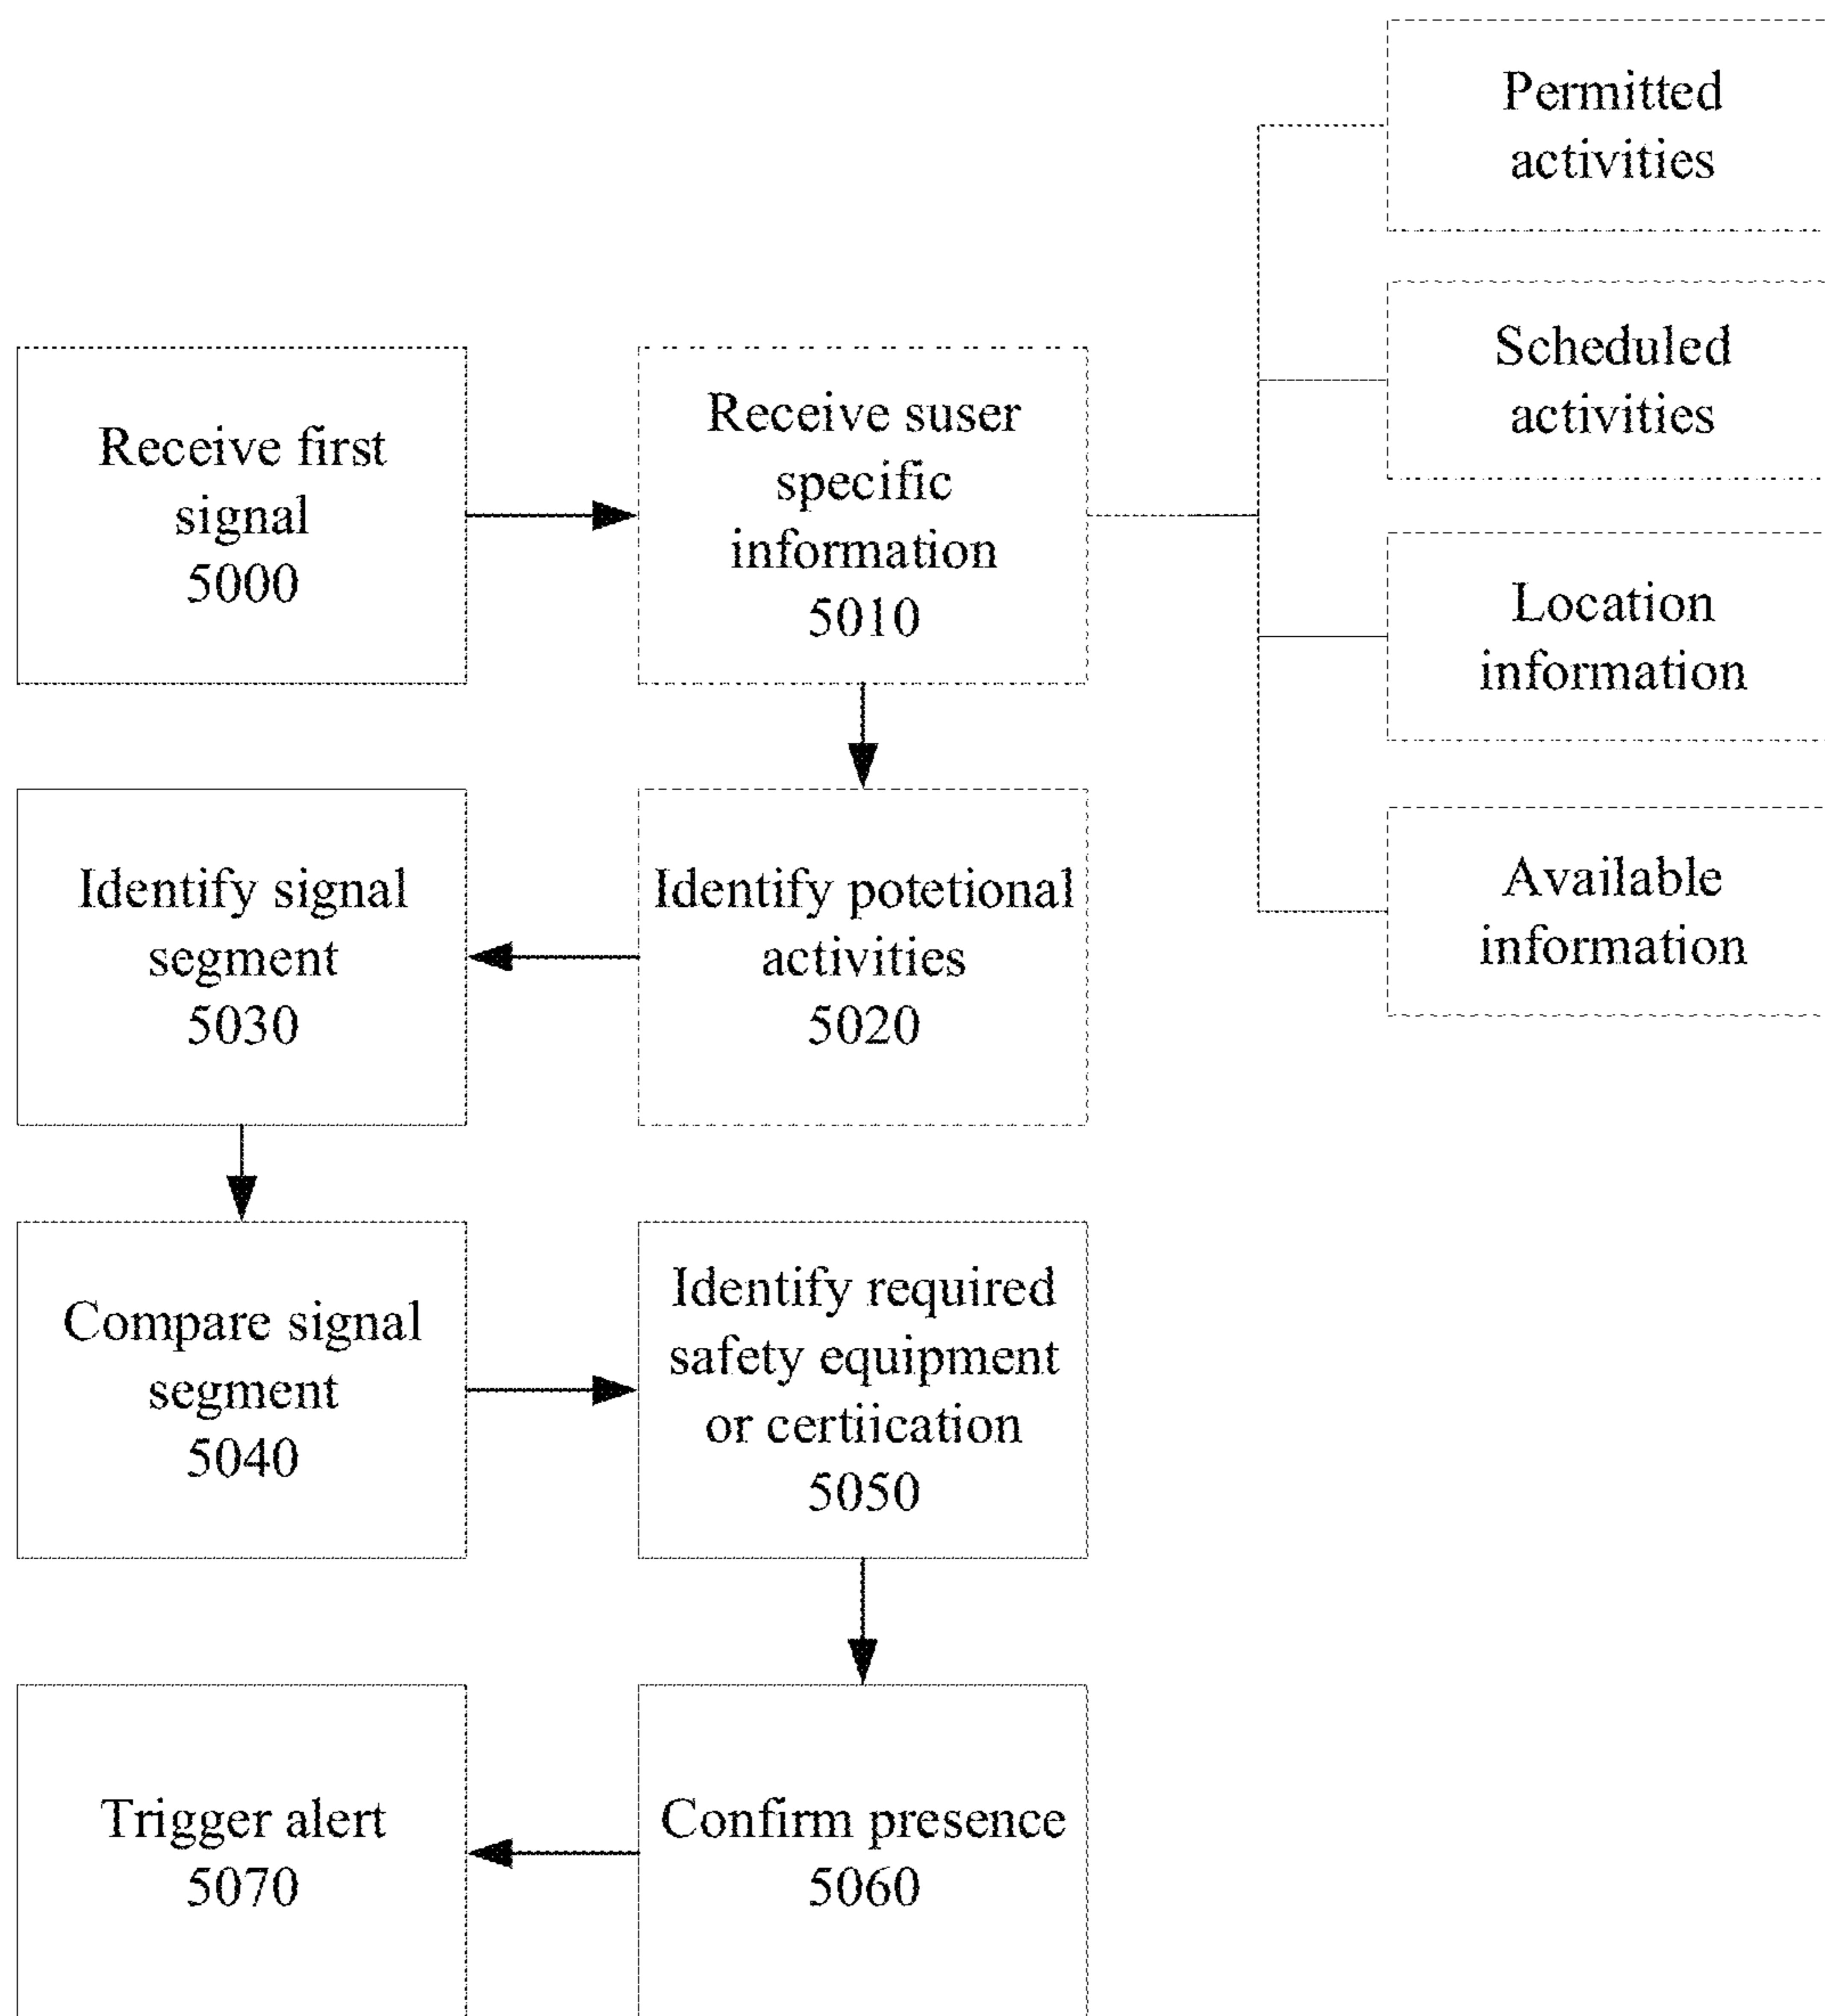 Receive first
signal
5000
Receive suser
specific
information
5010
Permitted
activities
Scheduled
activities
Location
information
Available
information
Identify potetional
activities
5020
Identify signal
segment
5030
Compare signal
segment
5040
Identify required
safety equipment
or certiication
5050
Confirm presence
5060
Trigger alert
5070